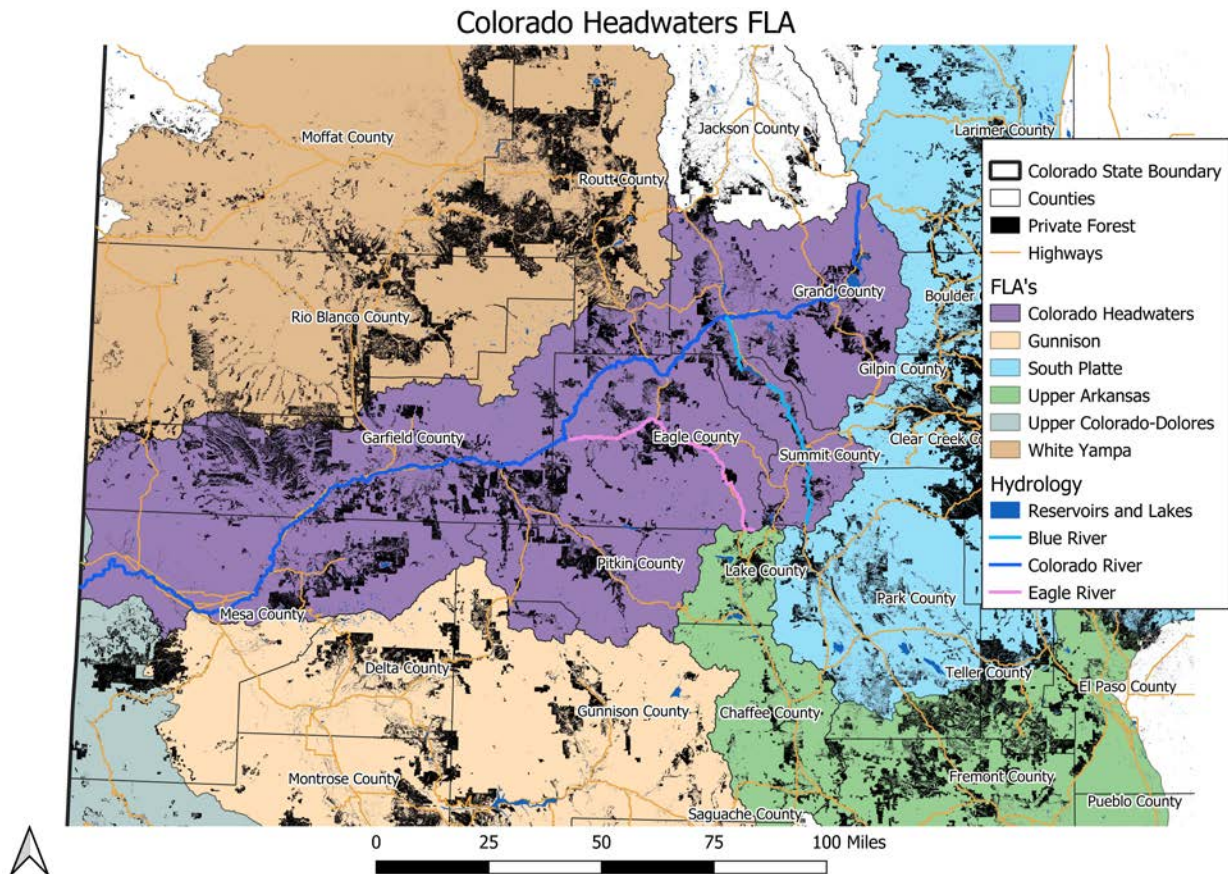 Colorado Headwaters FLA
Moffat County
Jackson County
Larimer County
Routt County
Rio Blanco County
Grand County
Boulder
Gilpin County
Garfield County
Eagle County
Clear Creek
Summit County
Pitkin County
Lake County
Mesa County
Park County
Delta County
Teller County
El Paso County
Gunnison County
Chaffee County
Montrose County
Fremont County
Pueblo County
Saguache County
Colorado State Boundary
Counties
Private Forest
Highways
FLA's
Colorado Headwaters
Gunnison
South Platte
Upper Arkansas
Upper Colorado-Dolores
White Yampa
Hydrology
Reservoirs and Lakes
Blue River
Colorado River
Eagle River
0 25 50 75 100 Miles